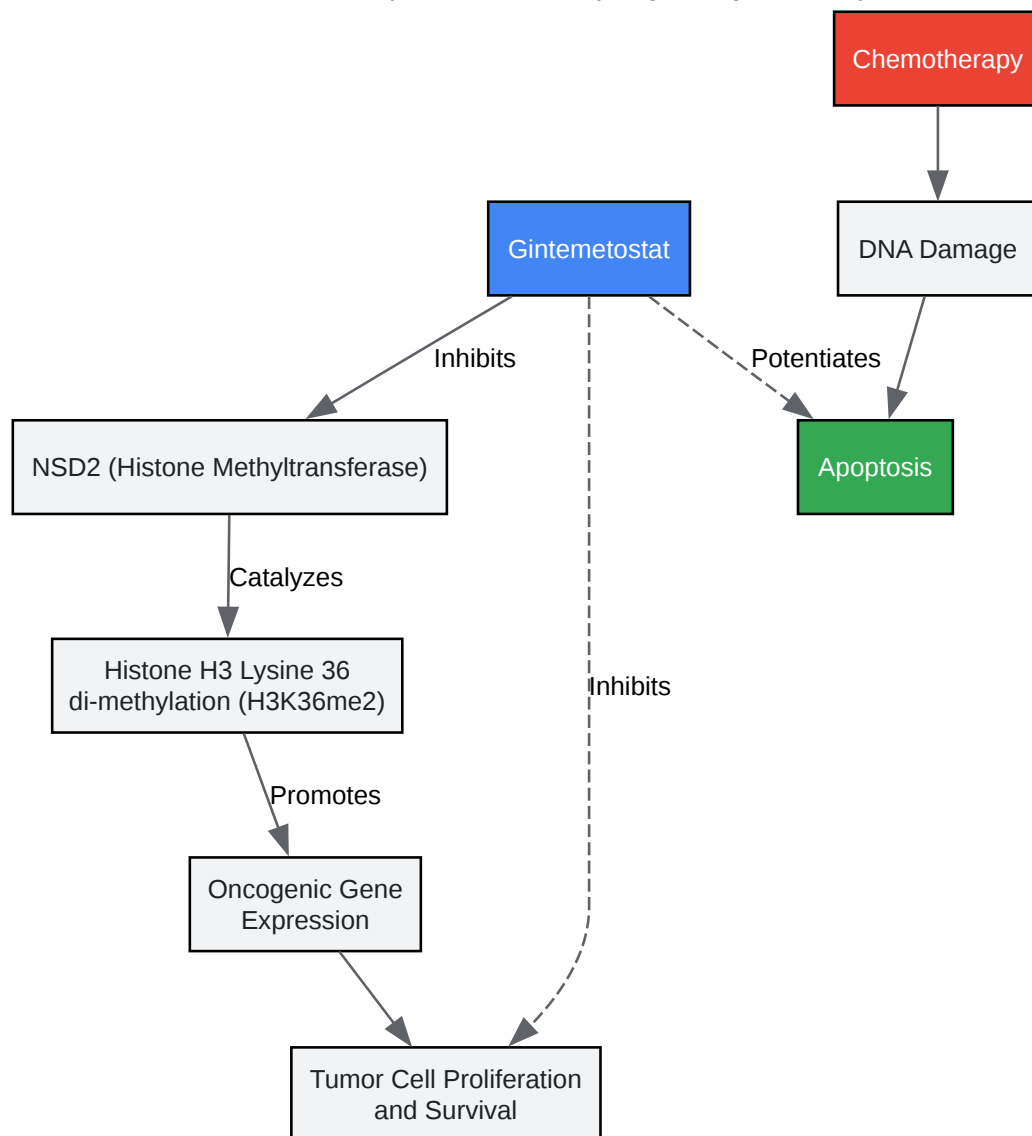 Chemotherapy
Gintemetostat
DNA Damage
Inhibits
Potentiates
NSD2 (Histone Methyltransferase)
Apoptosis
Catalyzes
Histone H3 Lysine 36
di-methylation (H3K36me2)
Inhibits
Promotes
Oncogenic Gene
Expression
Tumor Cell Proliferation
and Survival